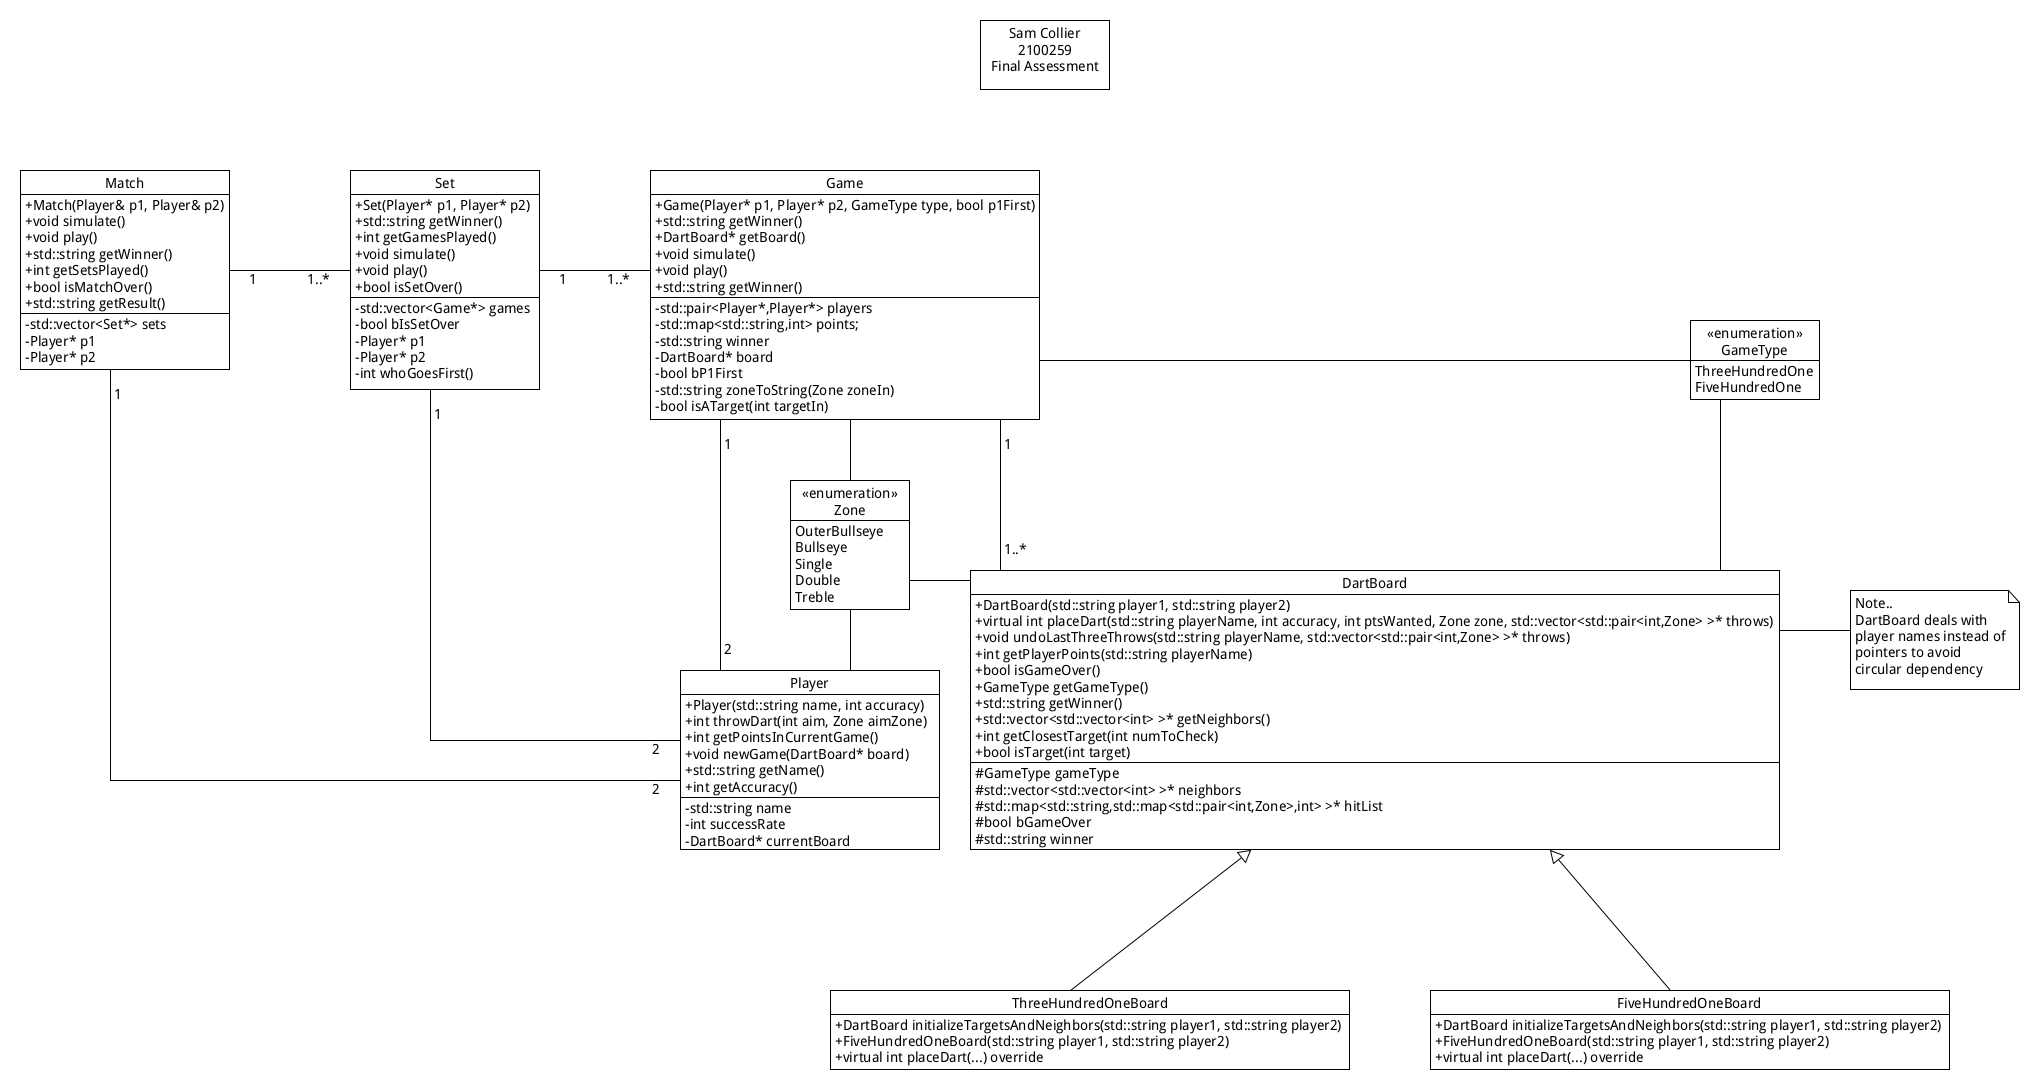 Sam Collier
2100259
Final Assessment
Match
+Match(Player& p1, Player& p2)
+void simulate()
+void play()
+std::string getWinner()
+int getSetsPlayed()
+bool isMatchOver()
+std::string getResult()
-std::vector<Set*> sets
-Player* p1
-Player* p2
1
1..*
1
2
Set
+Set(Player* p1, Player* p2)
+std::string getWinner()
+int getGamesPlayed()
+void simulate()
+void play()
+bool isSetOver()
-std::vector<Game*> games
-bool bIsSetOver
-Player* p1
-Player* p2
-int whoGoesFirst()
1
1..*
1
2
Game
+Game(Player* p1, Player* p2, GameType type, bool p1First)
+std::string getWinner()
+DartBoard* getBoard()
+void simulate()
+void play()
+std::string getWinner()
-std::pair<Player*,Player*> players
-std::map<std::string,int> points;
-std::string winner
-DartBoard* board
-bool bP1First
-std::string zoneToString(Zone zoneIn)
-bool isATarget(int targetIn)
1
2
1
1..*
«enumeration»
GameType
ThreeHundredOne
FiveHundredOne
«enumeration»
Zone
OuterBullseye
Bullseye
Single
Double
Treble
Player
+Player(std::string name, int accuracy)
+int throwDart(int aim, Zone aimZone)
+int getPointsInCurrentGame()
+void newGame(DartBoard* board)
+std::string getName()
+int getAccuracy()
-std::string name
-int successRate
-DartBoard* currentBoard
DartBoard
+DartBoard(std::string player1, std::string player2)
+virtual int placeDart(std::string playerName, int accuracy, int ptsWanted, Zone zone, std::vector<std::pair<int,Zone> >* throws)
+void undoLastThreeThrows(std::string playerName, std::vector<std::pair<int,Zone> >* throws)
+int getPlayerPoints(std::string playerName)
+bool isGameOver()
+GameType getGameType()
+std::string getWinner()
+std::vector<std::vector<int> >* getNeighbors()
+int getClosestTarget(int numToCheck)
+bool isTarget(int target)
#GameType gameType
#std::vector<std::vector<int> >* neighbors
#std::map<std::string,std::map<std::pair<int,Zone>,int> >* hitList
#bool bGameOver
#std::string winner
Note..
DartBoard deals with
player names instead of
pointers to avoid
circular dependency
ThreeHundredOneBoard
+DartBoard initializeTargetsAndNeighbors(std::string player1, std::string player2)
+FiveHundredOneBoard(std::string player1, std::string player2)
+virtual int placeDart(...) override
FiveHundredOneBoard
+DartBoard initializeTargetsAndNeighbors(std::string player1, std::string player2)
+FiveHundredOneBoard(std::string player1, std::string player2)
+virtual int placeDart(...) override